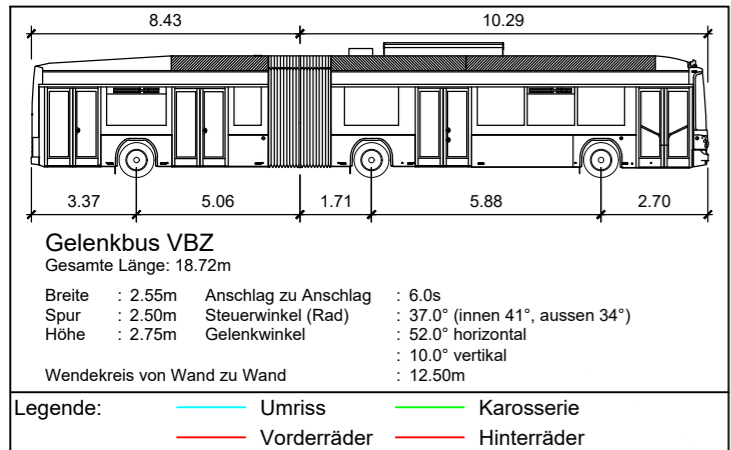 8.43 10.29
3.37 5.06 1.71 5.88 2.70
Gelenkbus VBZ
Gesamte Länge: 18.72m
Breite : 2.55m Anschlag zu Anschlag : 6.0s
Spur : 2.50m Steuerwinkel (Rad) : 37.0° (innen 41°, aussen 34°)
Höhe : 2.75m Gelenkwinkel : 52.0° horizontal
: 10.0° vertikal
Wendekreis von Wand zu Wand : 12.50m
Legende: Umriss Karosserie
Vorderräder Hinterräder